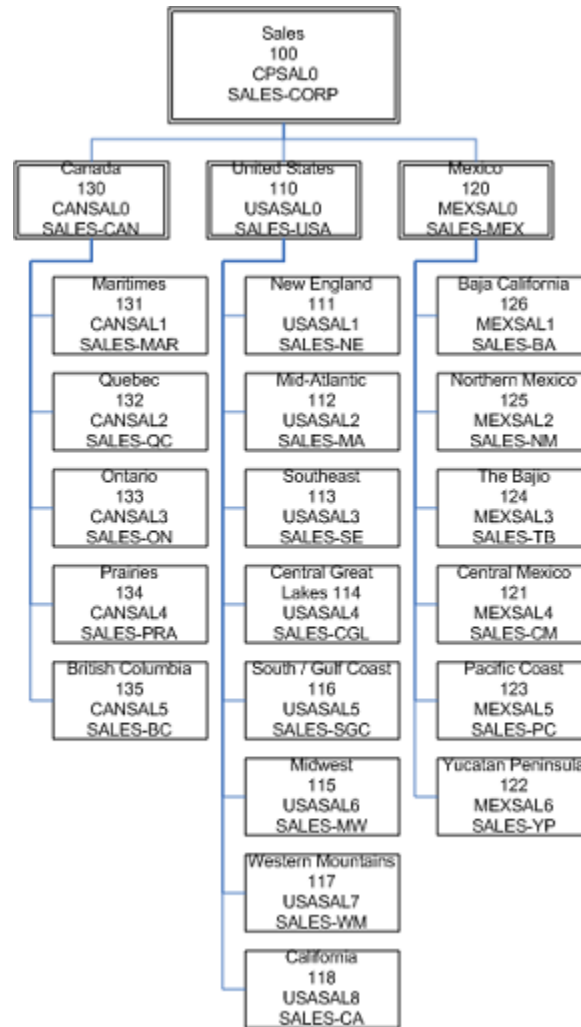 Sales
100
CPSAL0
SALES-CORP
Canada
130
CANSAL0
SALES-CAN
United States
110
USASAL0
SALES-USA
Mexico
120
MEXSAL0
SALES-MEX
Maritimes
131
CANSAL1
SALES-MAR
Quebec
132
CANSAL2
SALES-QC
Ontario
133
CANSAL3
SALES-ON
Prairies
134
CANSAL4
SALES-PRA
British Columbia
135
CANSAL5
SALES-BC
New England
111
USASAL1
SALES-NE
Mid-Atlantic
112
USASAL2
SALES-MA
Southeast
113
USASAL3
SALES-SE
Central Great
Lakes 114
USASAL4
SALES-CGL
South / Gulf Coast
116
USASAL5
SALES-SGC
Midwest
115
USASAL6
SALES-MW
Western Mountains
117
USASAL7
SALES-WM
California
118
USASAL8
SALES-CA
Baja California
126
MEXSAL1
SALES-BA
Northern Mexico
125
MEXSAL2
SALES-NM
The Bajio
124
MEXSAL3
SALES-TB
Central Mexico
121
MEXSAL4
SALES-CM
Pacific Coast
123
MEXSAL5
SALES-PC
Yucatan Peninsula
122
MEXSAL6
SALES-YP